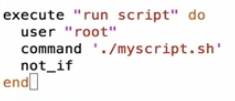 execute "run script" do
  user "root"
  command './myscript.sh'
  not_if
end